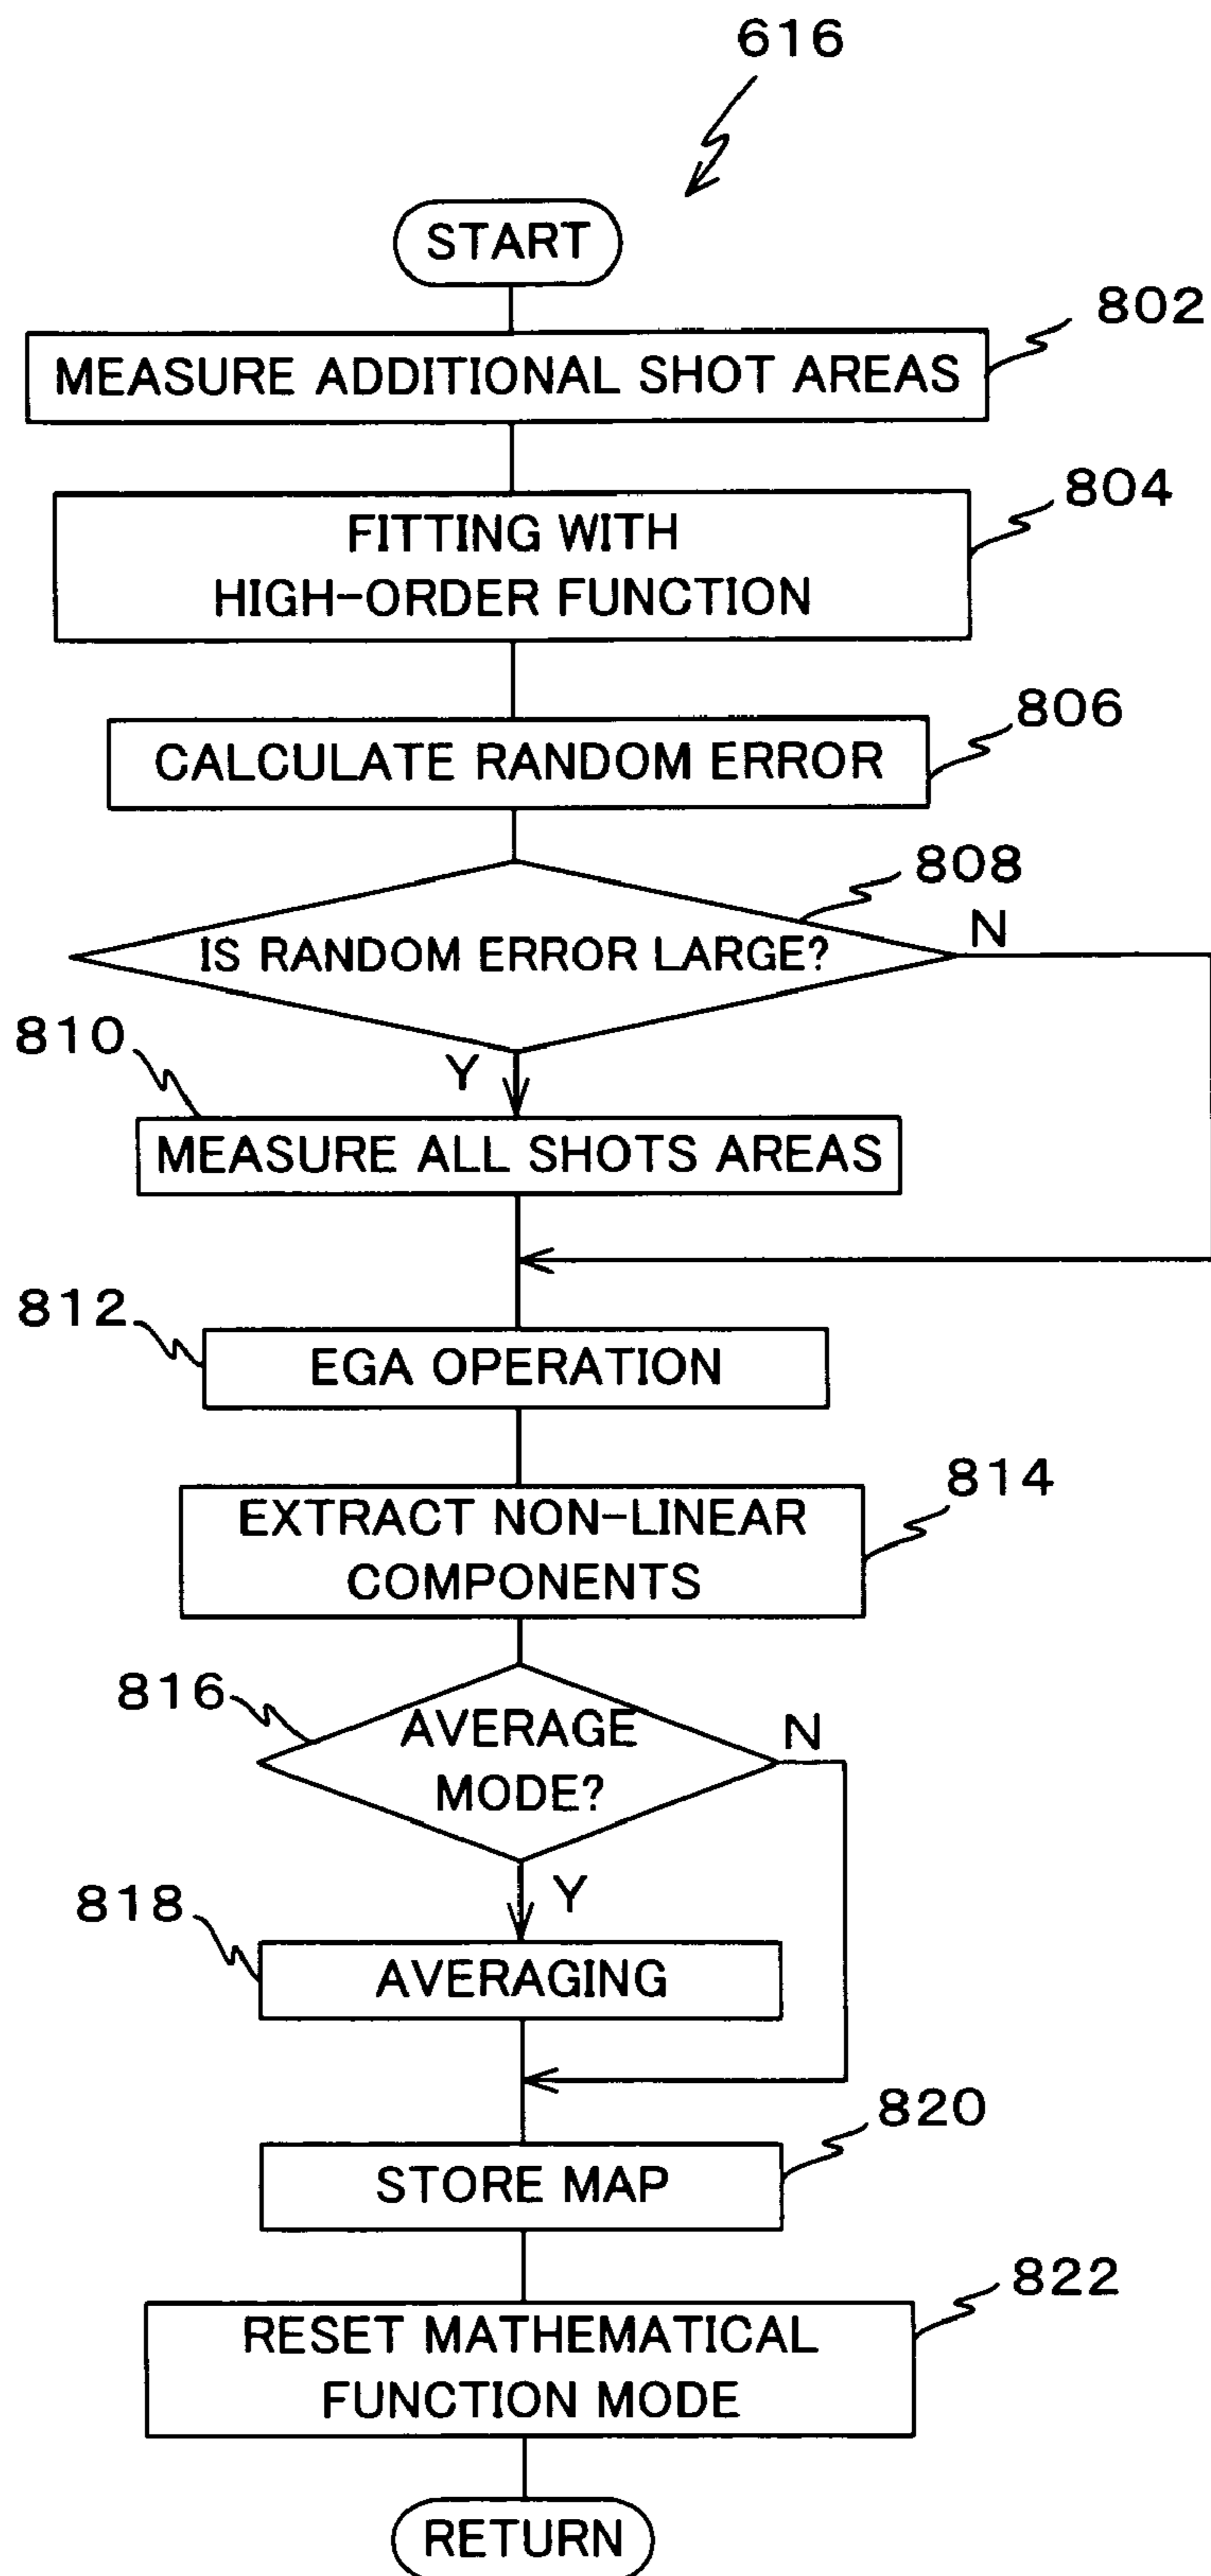 616
START
802
MEASURE ADDITIONAL SHOT AREAS
804
FITTING WITH
HIGH-ORDER FUNCTION
806
CALCULATE RANDOM ERROR
808
N
IS RANDOM ERROR LARGE?
810
Y
MEASURE ALL SHOTS AREAS
812
EGA OPERATION
814
EXTRACT NON-LINEAR
COMPONENTS
816
AVERAGE
MODE?
N
Y
818
AVERAGING
820
STORE MAP
822
RESET MATHEMATICAL
FUNCTION MODE
RETURN